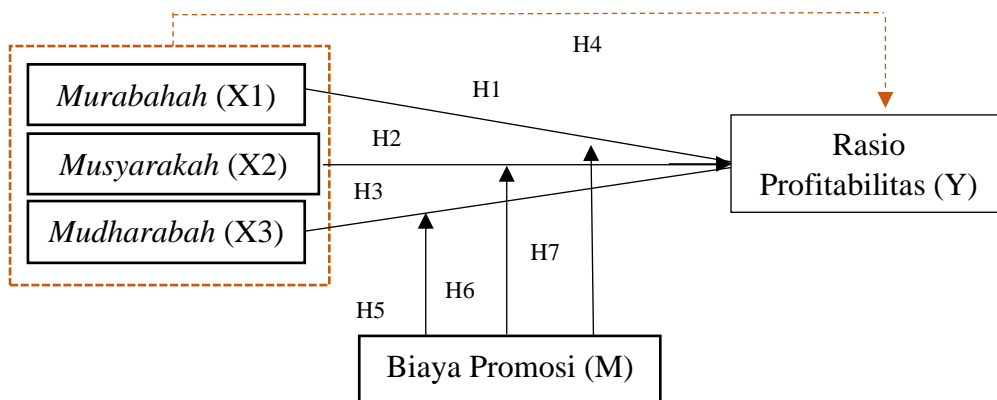 H4
Murabahah (X1)
H1
Musyarakah (X2)
H2
Mudharabah (X3)
H3
Rasio
Profitabilitas (Y)
H5
H6
H7
Biaya Promosi (M)